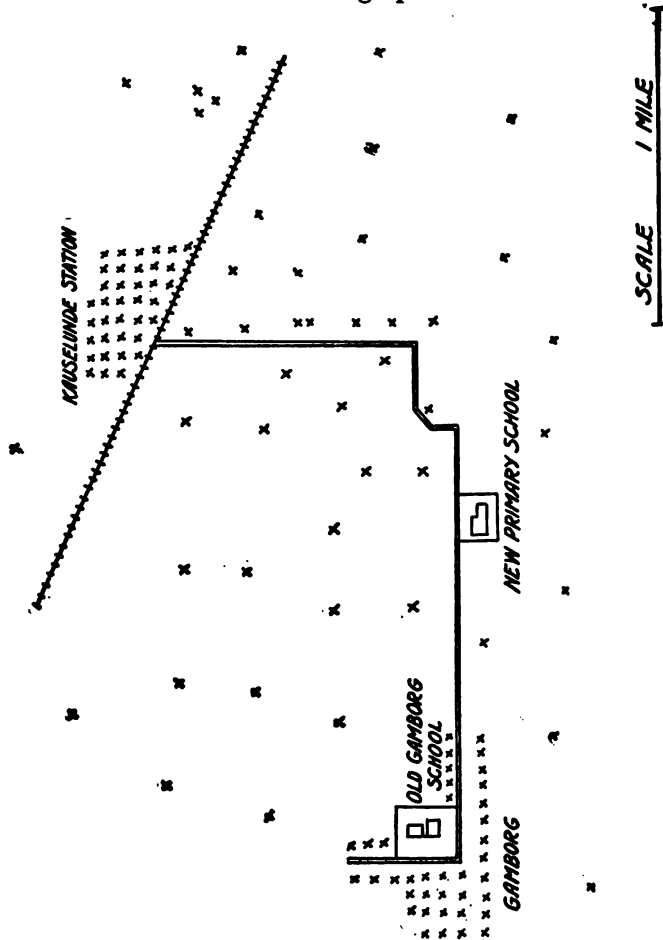 KAUSELUNDE STATION
OLD GAMBORG
SCHOOL
GAMBORG
NEW PRIMARY SCHOOL
SCALE 1 MILE